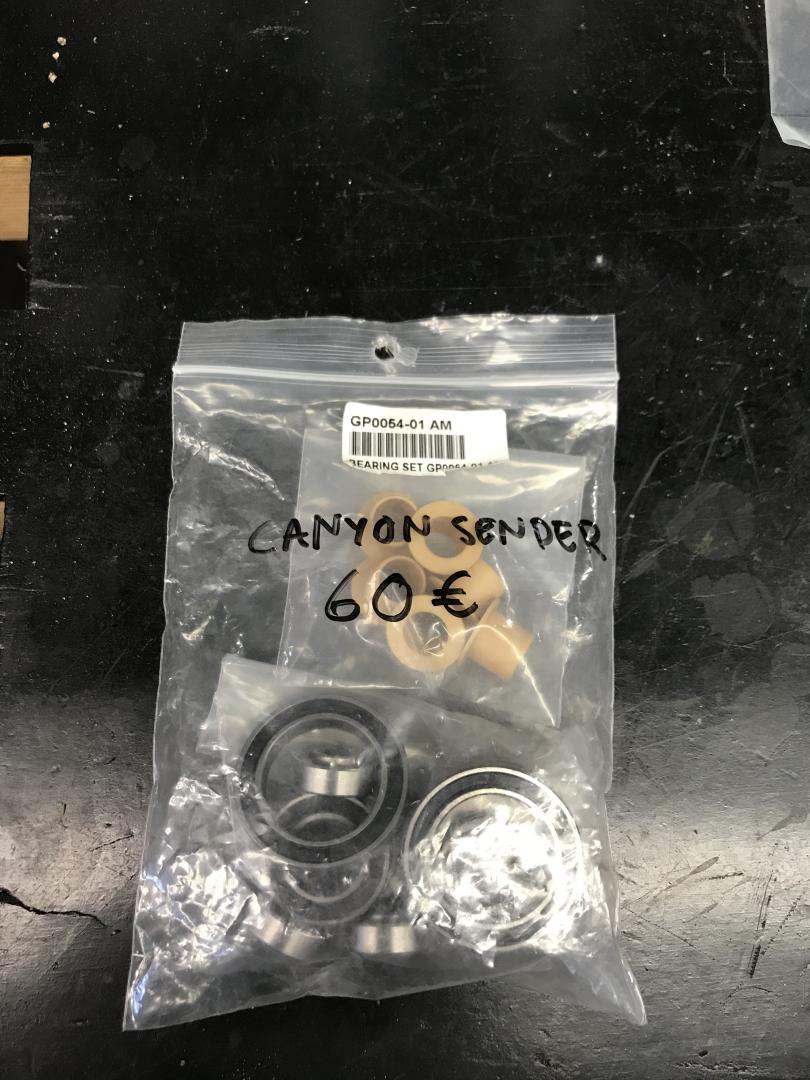 GP0054-01 AM
BEARING SET
CANYON SENDER
60 €